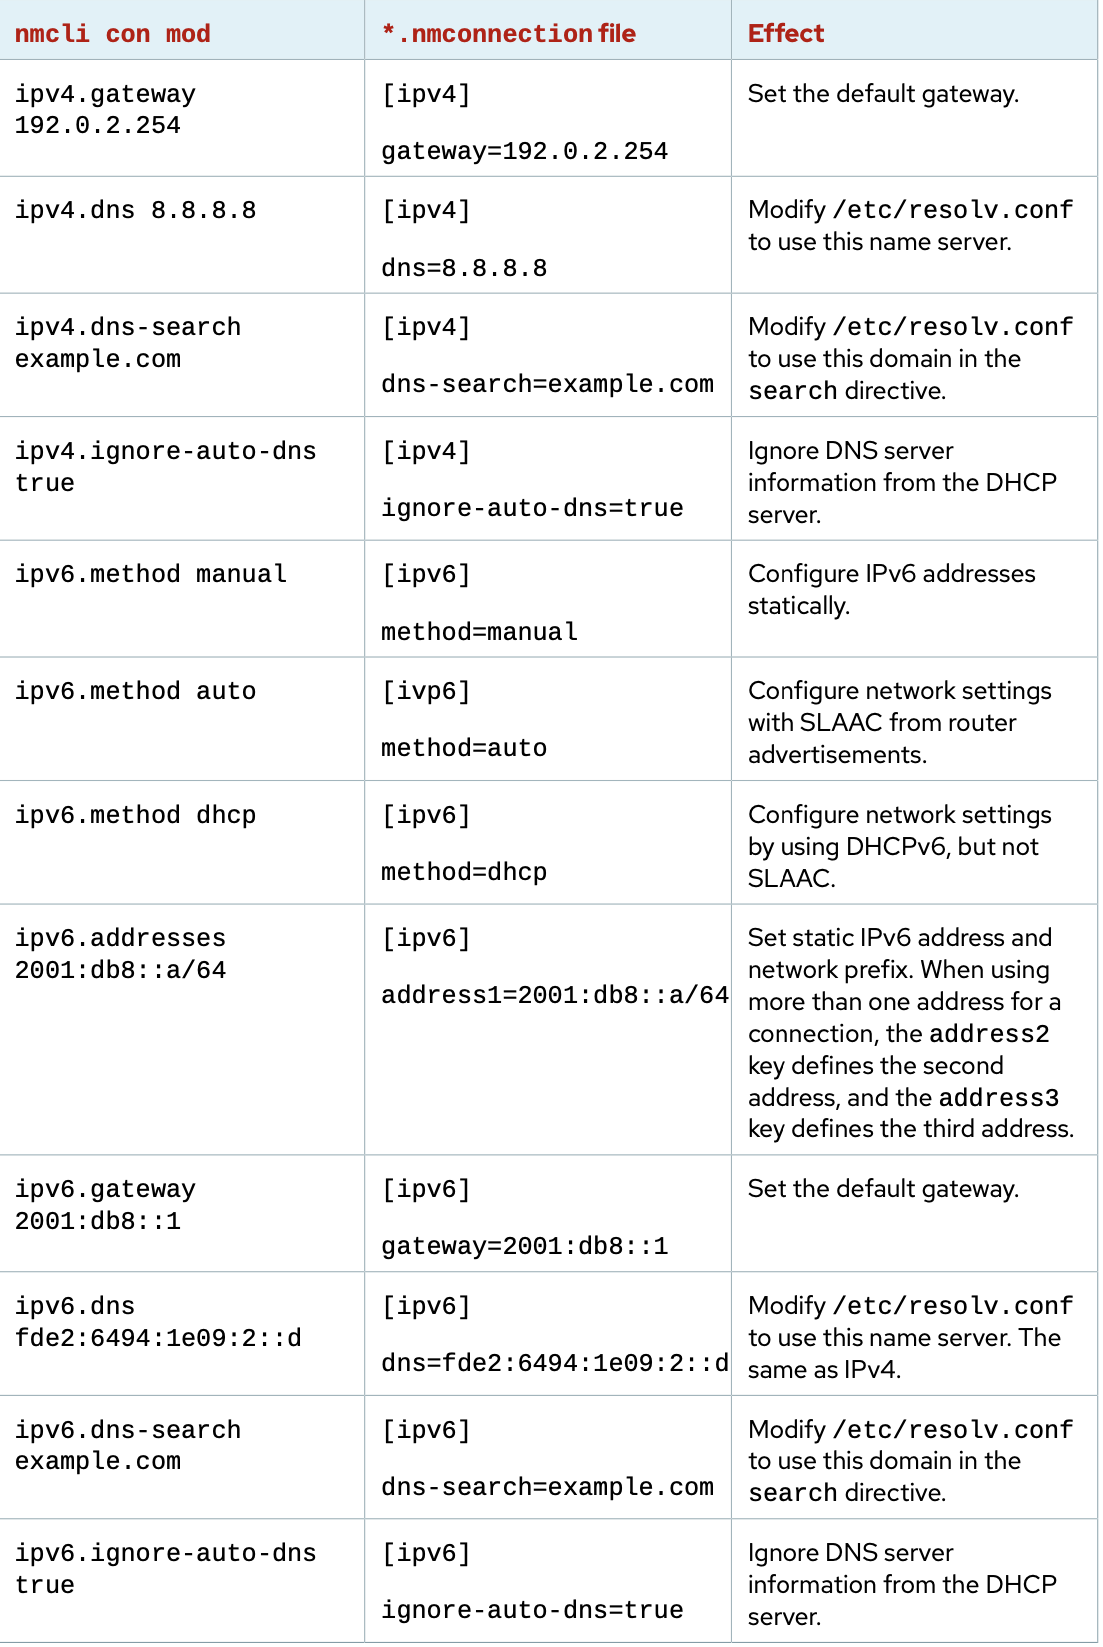 nmcli con mod
*.nmconnection file
Effect
ipv4.gateway
192.0.2.254
[ipv4]
gateway=192.0.2.254
Set the default gateway.
ipv4.dns 8.8.8.8
[ipv4]
dns=8.8.8.8
Modify /etc/resolv.conf
to use this name server.
ipv4.dns-search
example.com
[ipv4]
dns-search=example.com
Modify /etc/resolv.conf
to use this domain in the
search directive.
ipv4.ignore-auto-dns
true
[ipv4]
ignore-auto-dns=true
Ignore DNS server
information from the DHCP
server.
ipv6.method manual
[ipv6]
method=manual
Configure IPv6 addresses
statically.
ipv6.method auto
[ivp6]
method=auto
Configure network settings
with SLAAC from router
advertisements.
ipv6.method dhcp
[ipv6]
method=dhcp
Configure network settings
by using DHCPv6, but not
SLAAC.
ipv6.addresses
2001:db8::a/64
[ipv6]
address1=2001:db8::a/64
Set static IPv6 address and
network prefix. When using
more than one address for a
connection, the address2
key defines the second
address, and the address3
key defines the third address.
ipv6.gateway
2001:db8::1
[ipv6]
gateway=2001:db8::1
Set the default gateway.
ipv6.dns
fde2:6494:1e09:2::d
[ipv6]
dns=fde2:6494:1e09:2::d
Modify /etc/resolv.conf
to use this name server. The
same as IPv4.
ipv6.dns-search
example.com
[ipv6]
dns-search=example.com
Modify /etc/resolv.conf
to use this domain in the
search directive.
ipv6.ignore-auto-dns
true
[ipv6]
ignore-auto-dns=true
Ignore DNS server
information from the DHCP
server.